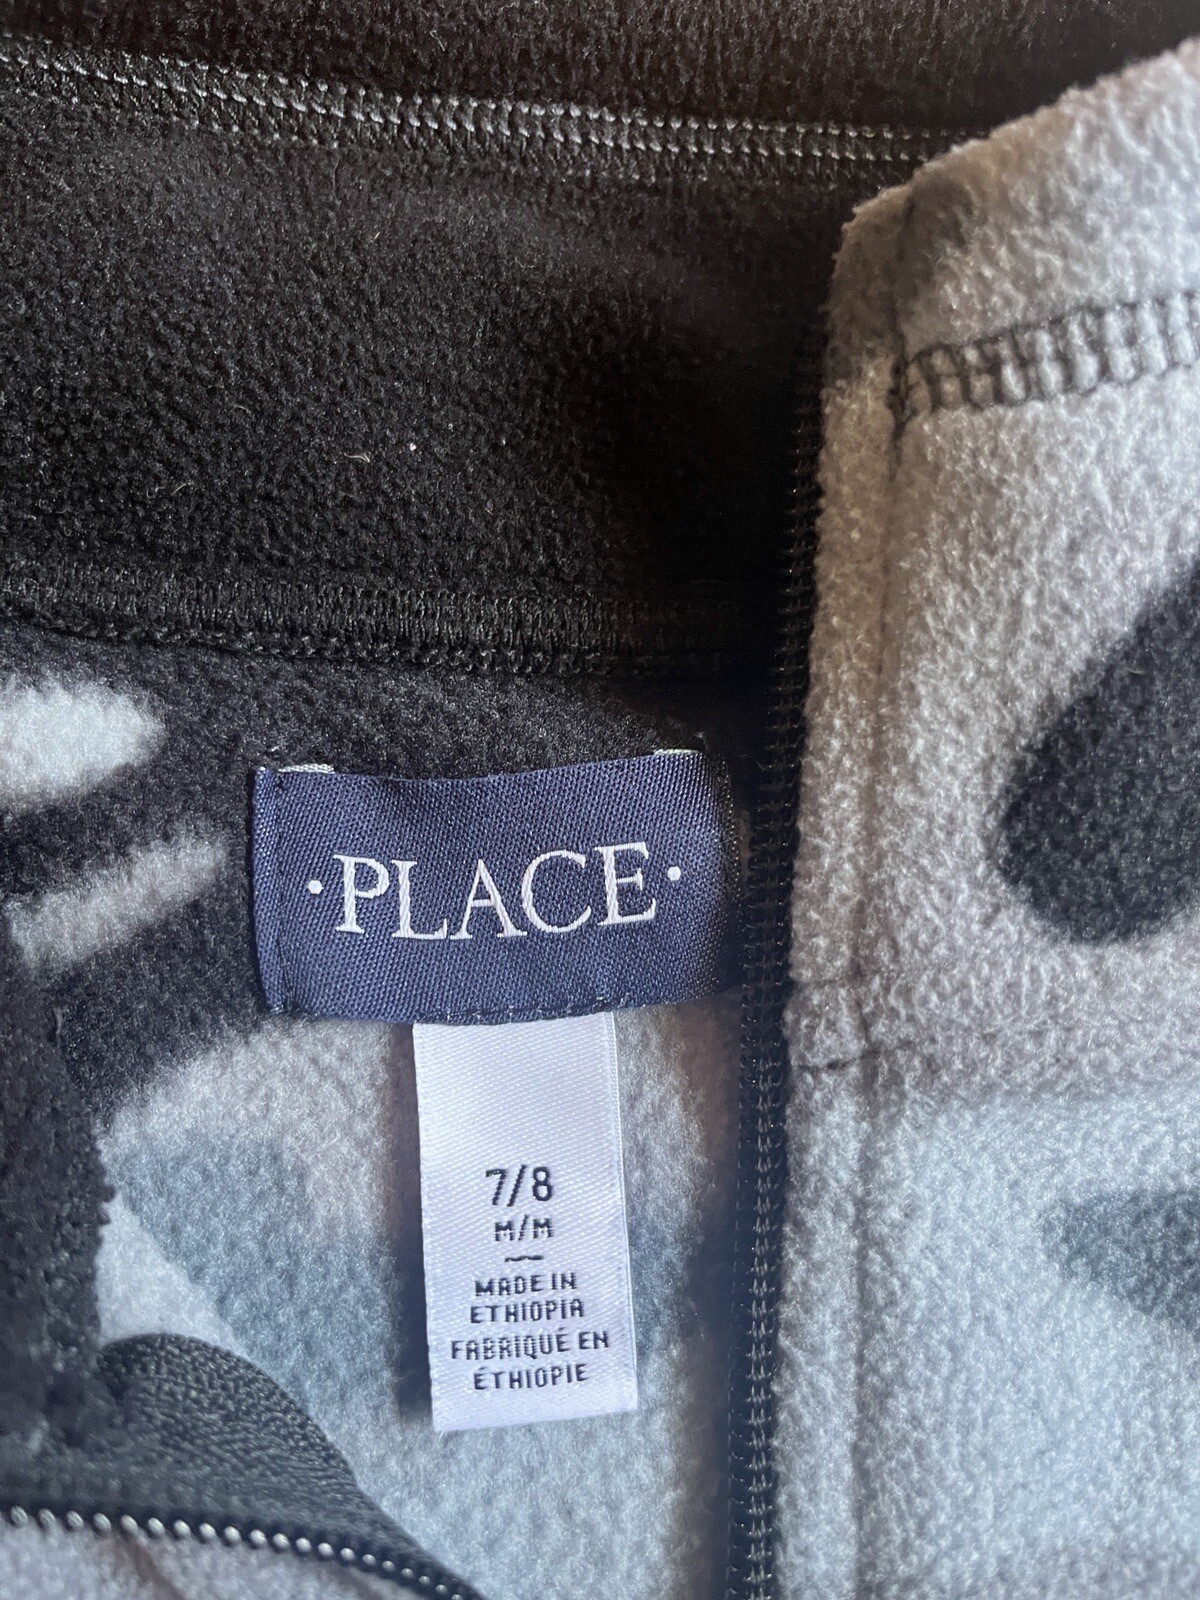 ·PLACE·
7/8
M/M
MADE IN
ETHIOPIA
FABRIQUÉ EN
ÉTHIOPIE